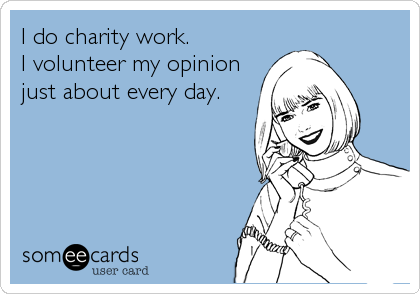 I do charity work.
I volunteer my opinion
just about every day.
someecards
user card